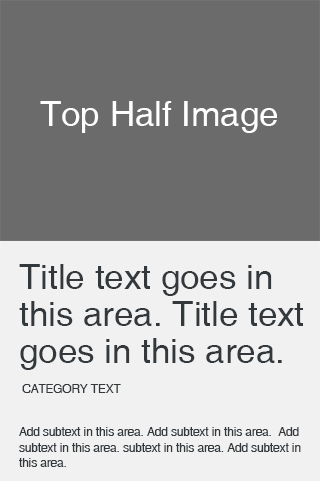 Top Half Image
Title text goes in
this area. Title text
goes in this area.
CATEGORY TEXT
Add subtext in this area. Add subtext in this area.  Add
subtext in this area. subtext in this area. Add subtext in
this area.